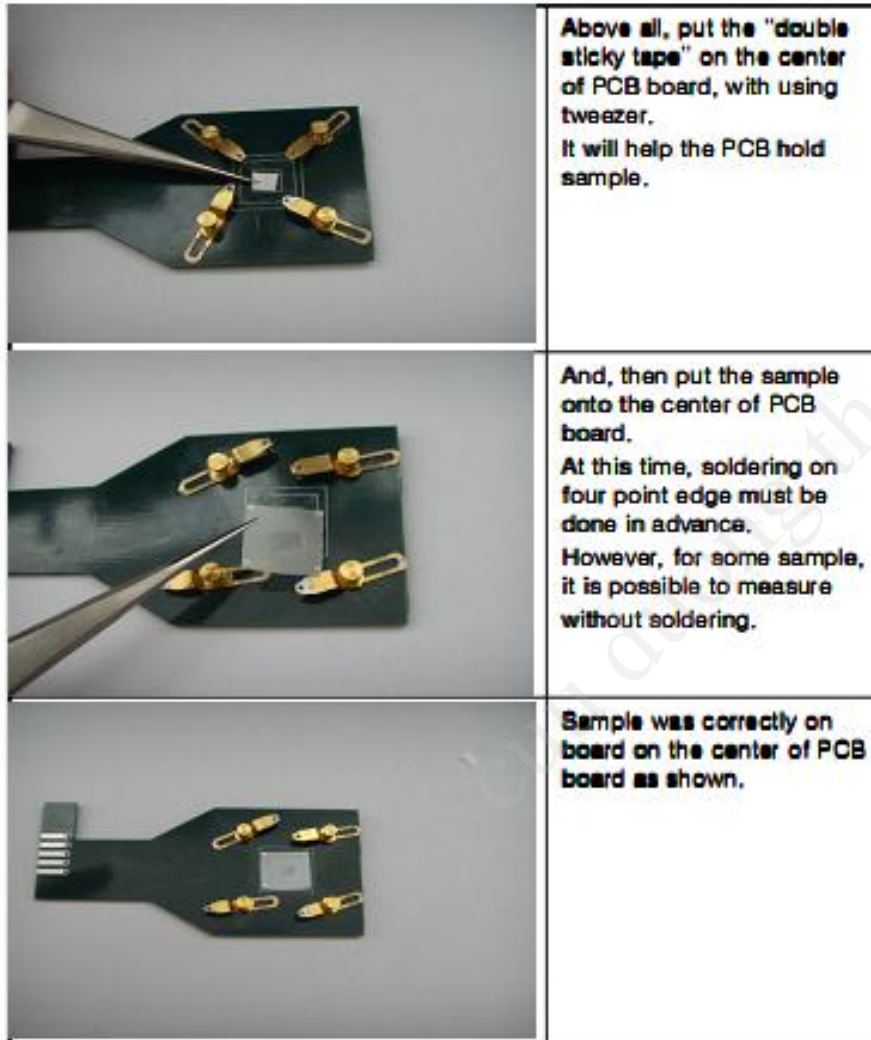 Above all, put the "double
sticky tape" on the center
of PCB board, with using
tweezer.
It will help the PCB hold
sample.
And, then put the sample
onto the center of PCB
board.
At this time, soldering on
four point edge must be
done in advance.
However, for some sample,
it is possible to measure
without soldering.
Sample was correctly on
board on the center of PCB
board as shown.
cuu duong th